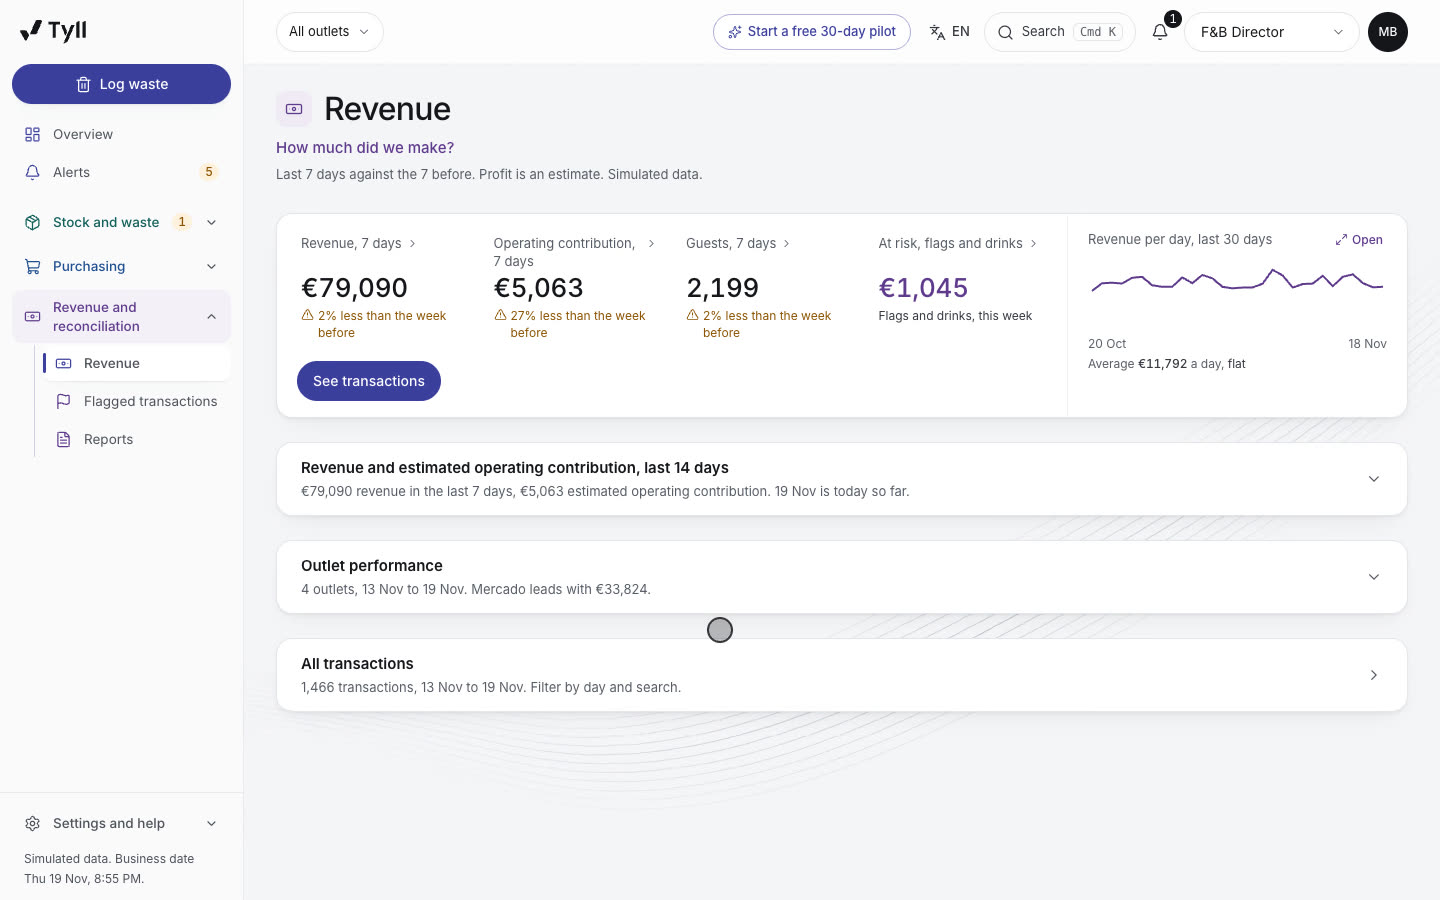 Tyll
All outlets
Start a free 30-day pilot
EN
Search
Cmd K
1
F&B Director
MB
Log waste
Overview
Alerts
5
Stock and waste
1
Purchasing
Revenue and
reconciliation
Revenue
Flagged transactions
Reports
Settings and help
Simulated data. Business date
Thu 19 Nov, 8:55 PM.
Revenue
How much did we make?
Last 7 days against the 7 before. Profit is an estimate. Simulated data.
Revenue, 7 days
€79,090
2% less than the week
before
Operating contribution,
7 days
€5,063
27% less than the week
before
Guests, 7 days
2,199
2% less than the week
before
At risk, flags and drinks
€1,045
Flags and drinks, this week
See transactions
Revenue per day, last 30 days
Open
20 Oct
18 Nov
Average €11,792 a day, flat
Revenue and estimated operating contribution, last 14 days
€79,090 revenue in the last 7 days, €5,063 estimated operating contribution. 19 Nov is today so far.
Outlet performance
4 outlets, 13 Nov to 19 Nov. Mercado leads with €33,824.
All transactions
1,466 transactions, 13 Nov to 19 Nov. Filter by day and search.